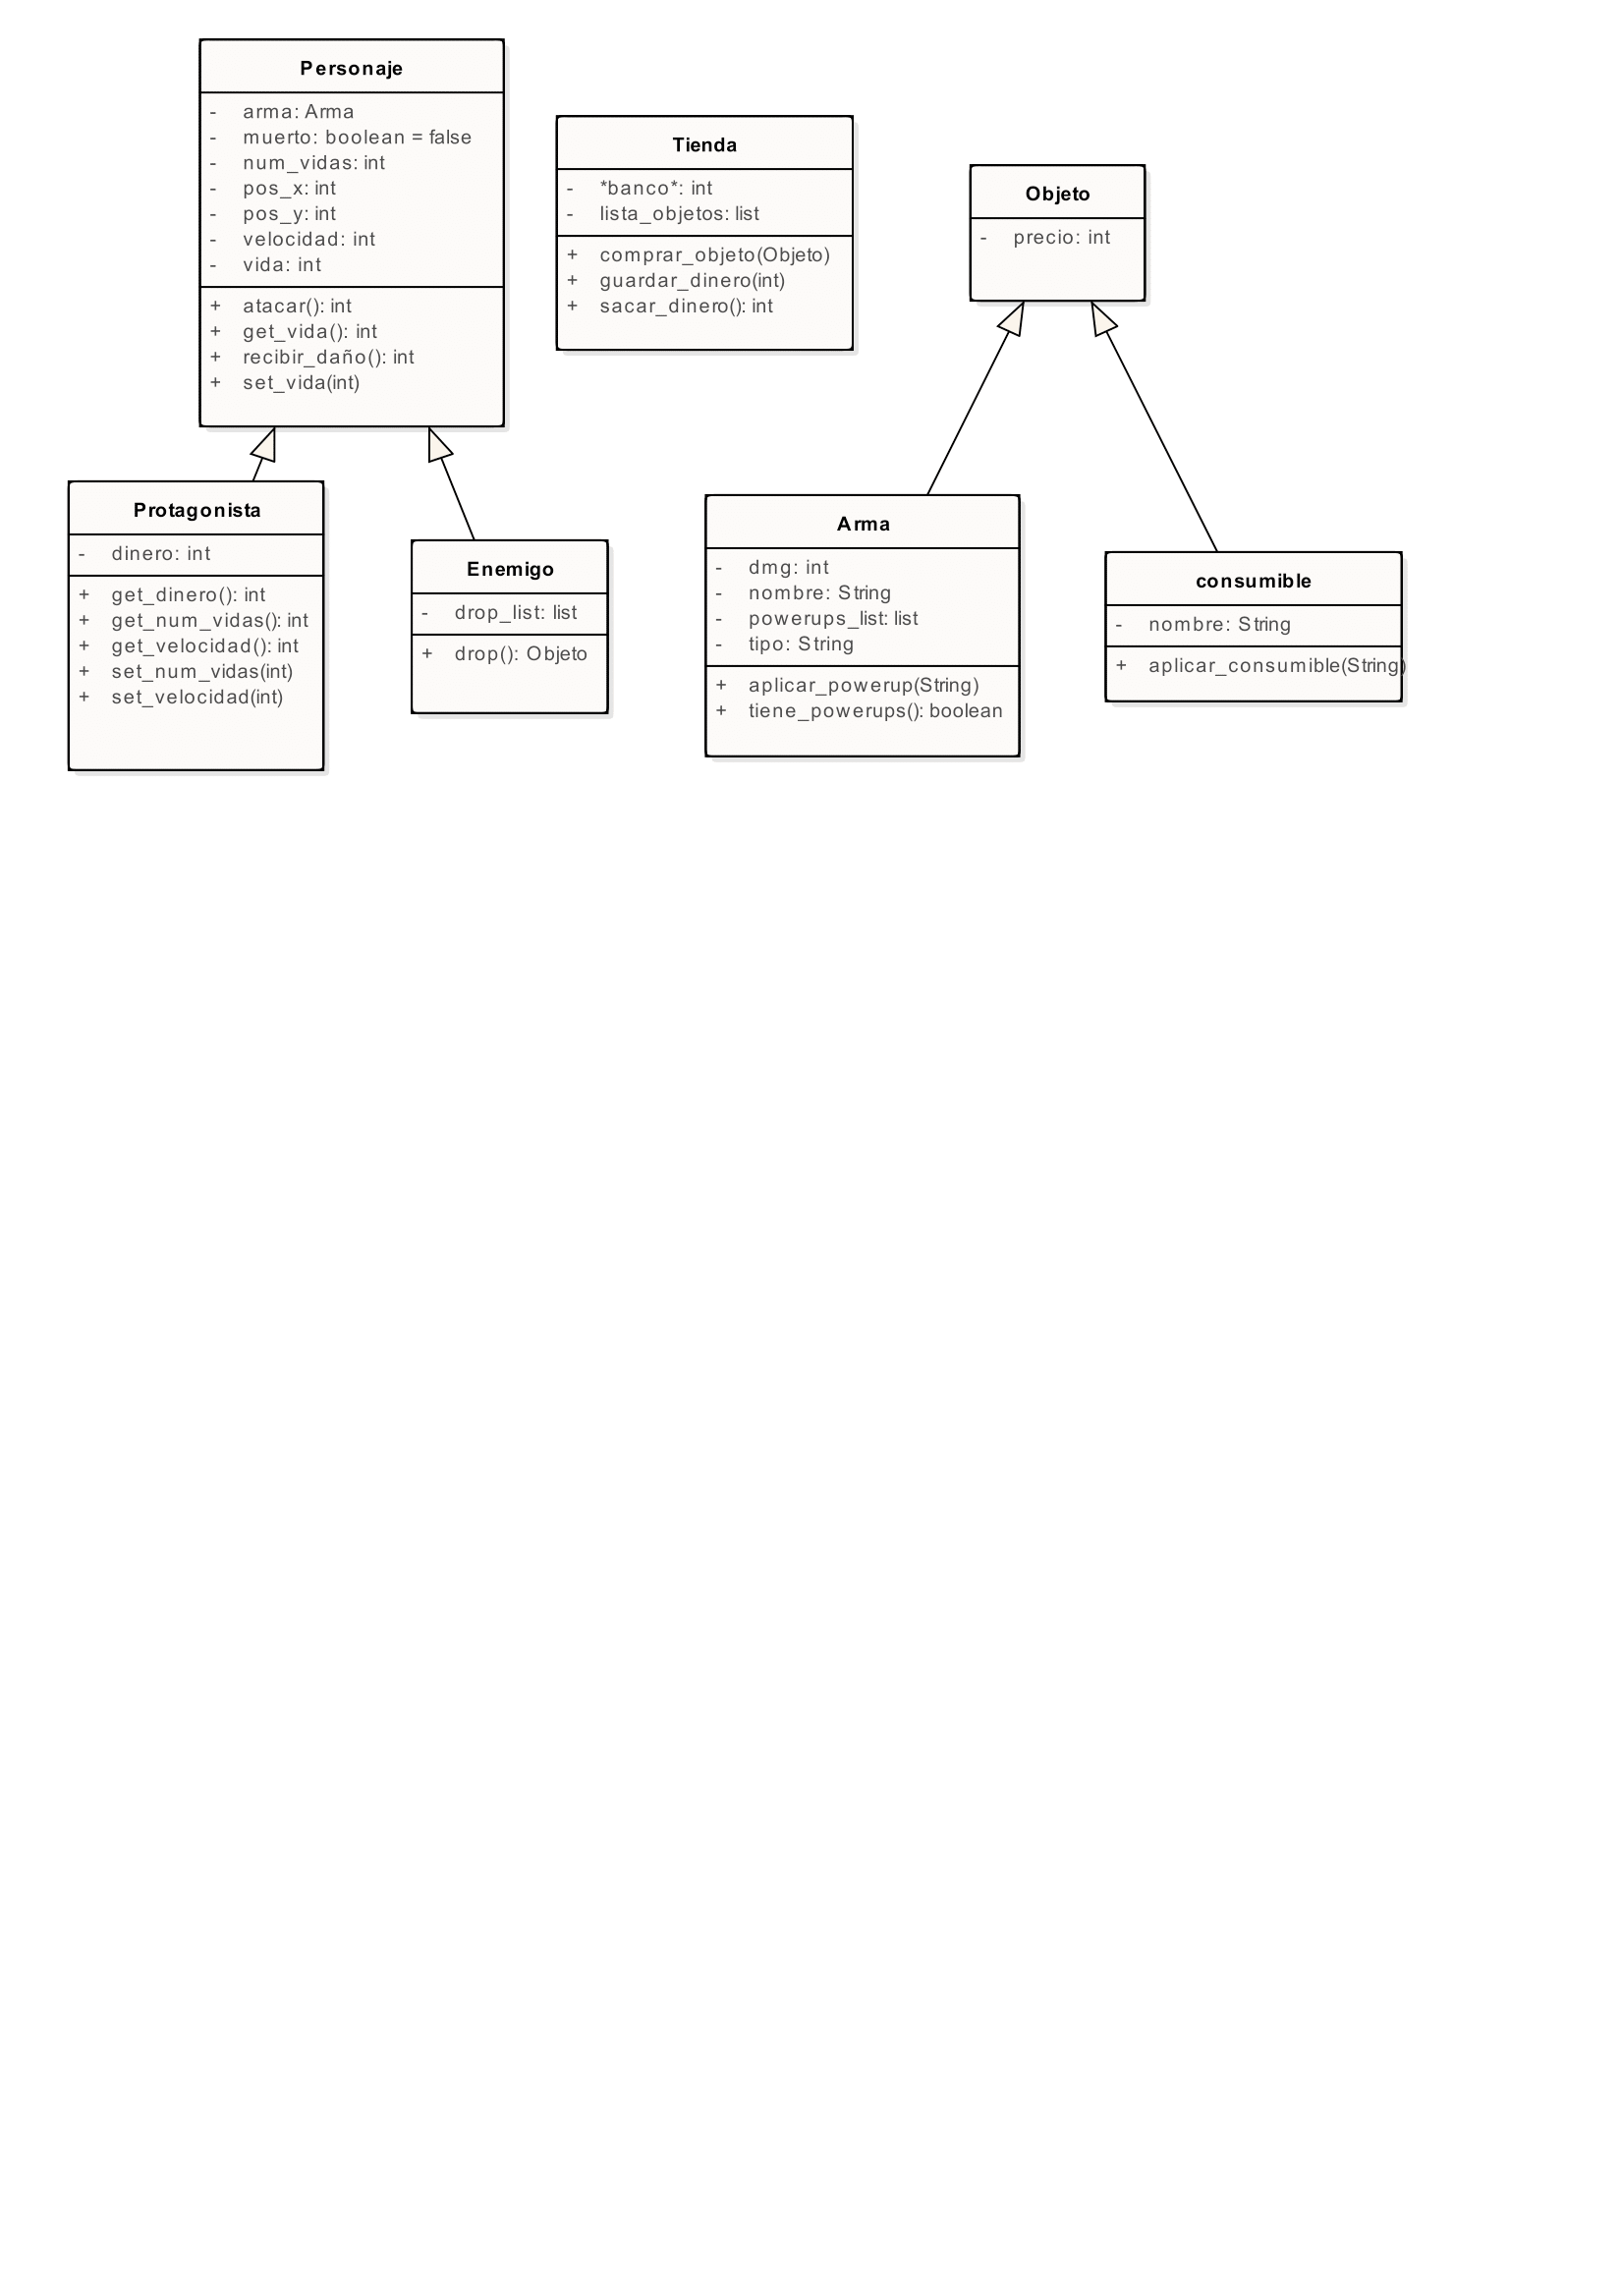 Personaje
- arma: Arma
- muerto: boolean = false
- num_vidas: int
- pos_x: int
- pos_y: int
- velocidad: int
- vida: int
+ atacar(): int
+ get_vida(): int
+ recibir_daño(): int
+ set_vida(int)
Tienda
- *banco*: int
- lista_objetos: list
+ comprar_objeto(Objeto)
+ guardar_dinero(int)
+ sacar_dinero(): int
Objeto
- precio: int
Protagonista
- dinero: int
+ get_dinero(): int
+ get_num_vidas(): int
+ get_velocidad(): int
+ set_num_vidas(int)
+ set_velocidad(int)
Enemigo
- drop_list: list
+ drop(): Objeto
Arma
- dmg: int
- nombre: String
- powerups_list: list
- tipo: String
+ aplicar_powerup(String)
+ tiene_powerups(): boolean
consumible
- nombre: String
+ aplicar_consumible(String)